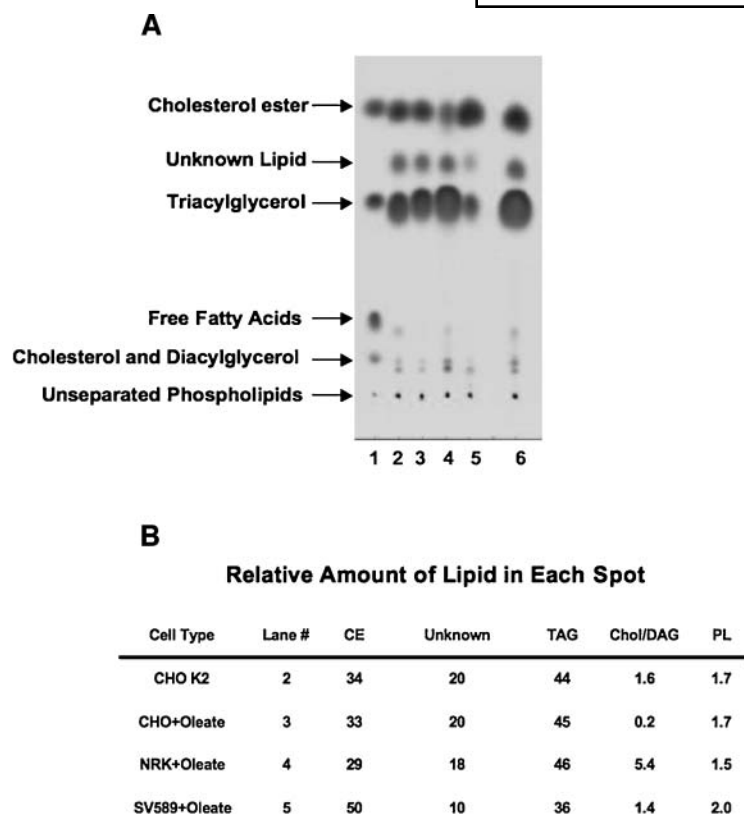 A
Cholesterol ester
Unknown Lipid
Triacylglycerol
Free Fatty Acids
Cholesterol and Diacylglycerol
Unseparated Phospholipids
1 2 3 4 5 6
B
Relative Amount of Lipid in Each Spot
Cell Type Lane # CE Unknown TAG Chol/DAG PL
CHO K2 2 34 20 44 1.6 1.7
CHO+Oleate 3 33 20 45 0.2 1.7
NRK+Oleate 4 29 18 46 5.4 1.5
SV589+Oleate 5 50 10 36 1.4 2.0